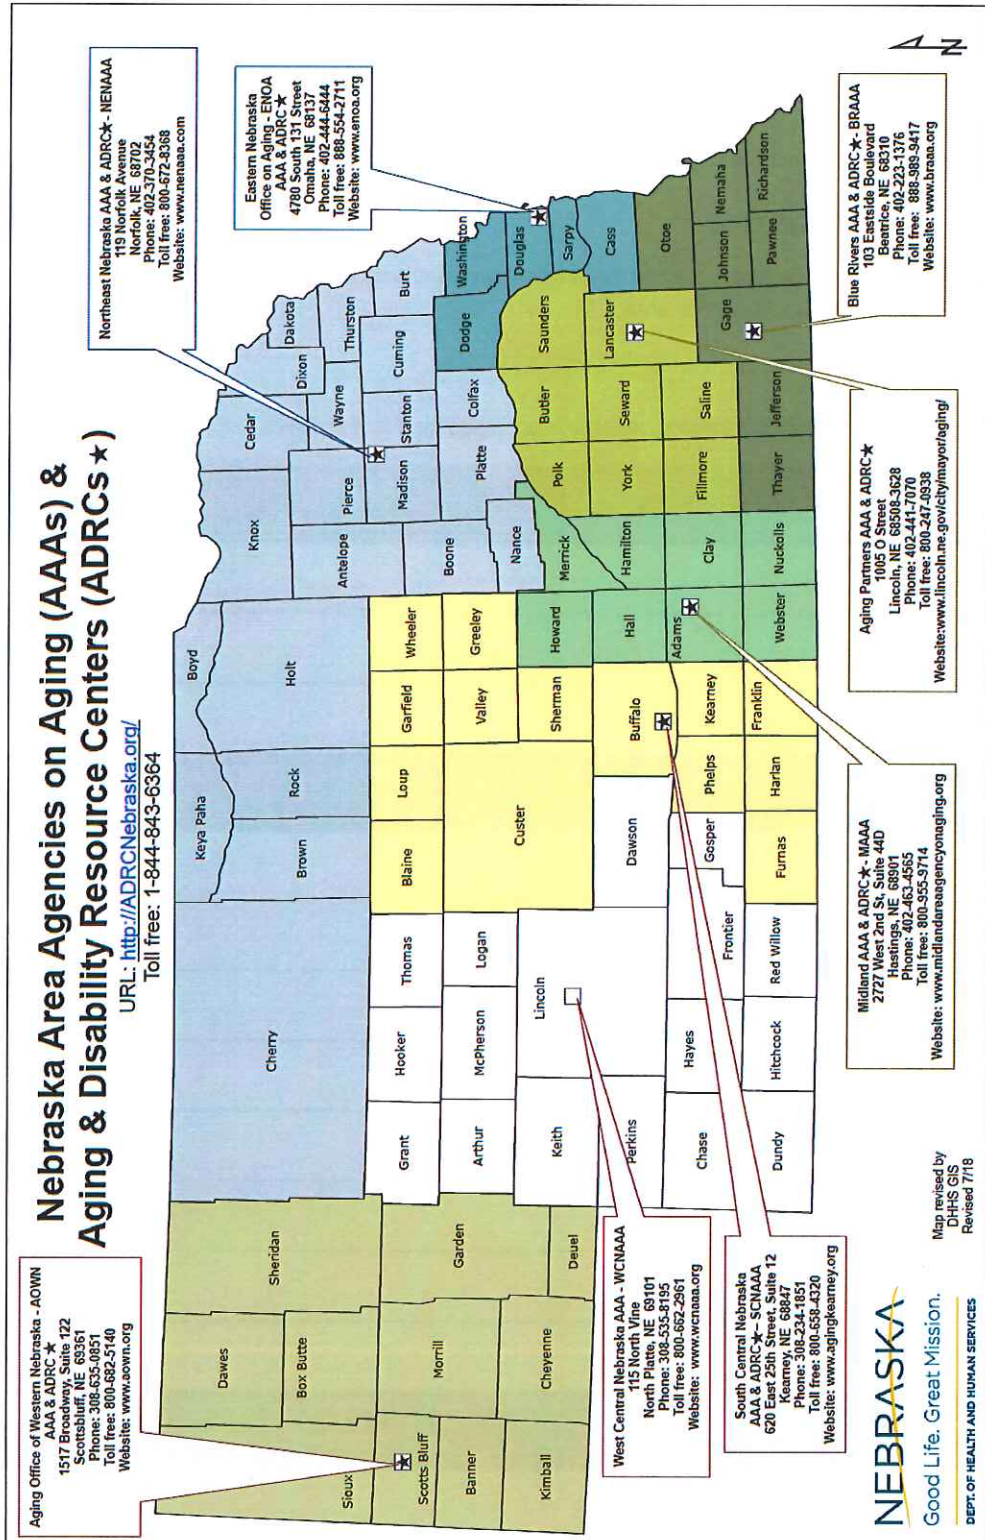 Nebraska Area Agencies on Aging (AAAs) &
Aging & Disability Resource Centers (ADRCs ★)
URL: http://ADRCNebraska.org/
Toll free: 1-844-843-6364
Aging Office of Western Nebraska - AOWN
AAA & ADRC ★
1517 Broadway, Suite 122
Scottsbluff, NE 69361
Phone: 308-635-0851
Toll free: 800-682-5140
Website: www.aown.org
Northeast Nebraska AAA & ADRC★ - NENAAA
119 Norfolk Avenue
Norfolk, NE 68702
Phone: 402-370-3454
Toll free: 800-672-8368
Website: www.nenaaa.com
Eastern Nebraska
Office on Aging - ENOA
AAA & ADRC★
4780 South 131 Street
Omaha, NE 68137
Phone: 402-444-6444
Toll free: 888-554-2711
Website: www.enoa.org
Sioux
Dawes
Sheridan
Box Butte
Scotts Bluff
Morrill
Garden
Banner
Kimball
Cheyenne
Deuel
Cherry
Keya Paha
Boyd
Brown
Rock
Holt
Knox
Cedar
Dixon
Dakota
Antelope
Pierce
Wayne
Thurston
Madison
Stanton
Cuming
Burt
Boone
Nance
Platte
Colfax
Dodge
Washington
Douglas
Sarpy
Cass
Grant
Hooker
Thomas
Arthur
McPherson
Logan
Keith
Lincoln
Perkins
Dawson
Chase
Hayes
Frontier
Gosper
Dundy
Hitchcock
Red Willow
Blaine
Loup
Garfield
Wheeler
Custer
Valley
Greeley
Sherman
Buffalo
Phelps
Kearney
Furnas
Harlan
Franklin
Howard
Merrick
Hall
Hamilton
Adams
Clay
Webster
Nuckolls
Polk
Butler
Saunders
York
Seward
Lancaster
Fillmore
Saline
Otoe
Gage
Johnson
Nemaha
Thayer
Jefferson
Pawnee
Richardson
West Central Nebraska AAA - WCNAAA
115 North Vine
North Platte, NE 69101
Phone: 308-535-8195
Toll free: 800-662-2961
Website: www.wcnaaa.org
South Central Nebraska
AAA & ADRC★ – SCNAAA
620 East 25th Street, Suite 12
Kearney, NE 68847
Phone: 308-234-1851
Toll free: 800-658-4320
Website: www.agingkearney.org
Midland AAA & ADRC★ - MAAA
2727 West 2nd St, Suite 44D
Hastings, NE 68901
Phone: 402-463-4565
Toll free: 800-955-9714
Website: www.midlandareaagencyonaging.org
Aging Partners AAA & ADRC★
1005 O Street
Lincoln, NE 68508-3628
Phone: 402-441-7070
Toll free: 800-247-0938
Website:www.lincoln.ne.gov/city/mayor/aging/
Blue Rivers AAA & ADRC★ - BRAAA
103 Eastside Boulevard
Beatrice, NE 68310
Phone: 402-223-1376
Toll free: 888-989-9417
Website: www.braaa.org
N
NEBRASKA
Good Life. Great Mission.
DEPT. OF HEALTH AND HUMAN SERVICES
Map revised by
DHHS GIS
Revised 7/18